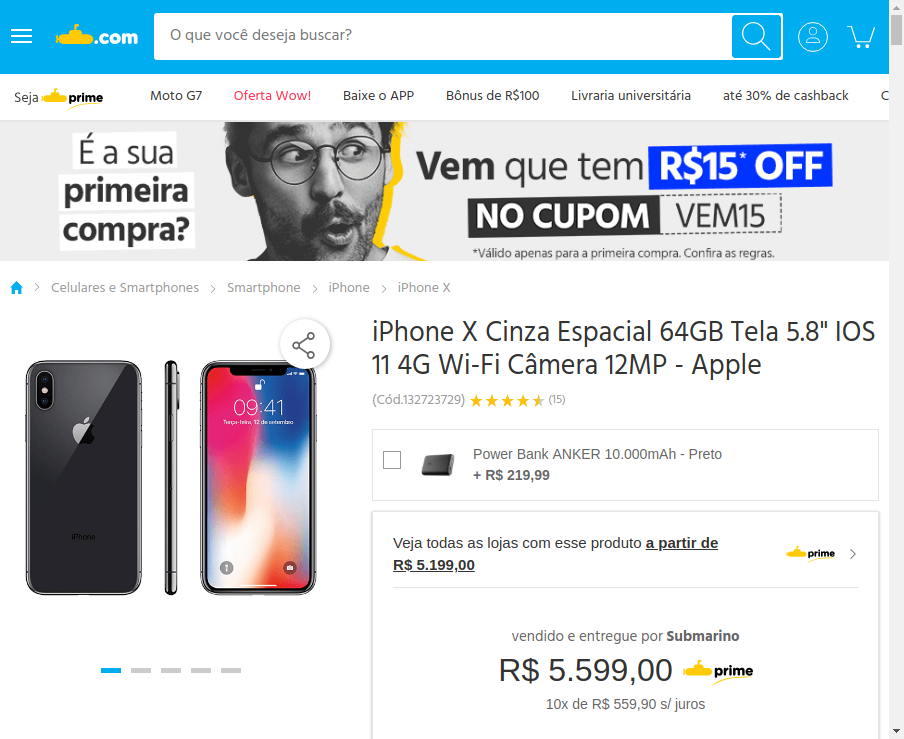 .com
O que você deseja buscar?
Seja prime
Moto G7
Oferta Wow!
Baixe o APP
Bônus de R$100
Livraria universitária
até 30% de cashback
C
É a sua
primeira
compra?
Vem que tem R$15* OFF
NO CUPOM VEM15
*Válido apenas para a primeira compra. Confira as regras.
Celulares e Smartphones
Smartphone
iPhone
iPhone X
iPhone X Cinza Espacial 64GB Tela 5.8" IOS
11 4G Wi-Fi Câmera 12MP - Apple
(Cód.132723729) (15)
09:41
Terça-feira, 12 de setembro
iPhone
Power Bank ANKER 10.000mAh - Preto
+ R$ 219,99
Veja todas as lojas com esse produto a partir de
R$ 5.199,00
prime
vendido e entregue por Submarino
R$ 5.599,00 prime
10x de R$ 559,90 s/ juros